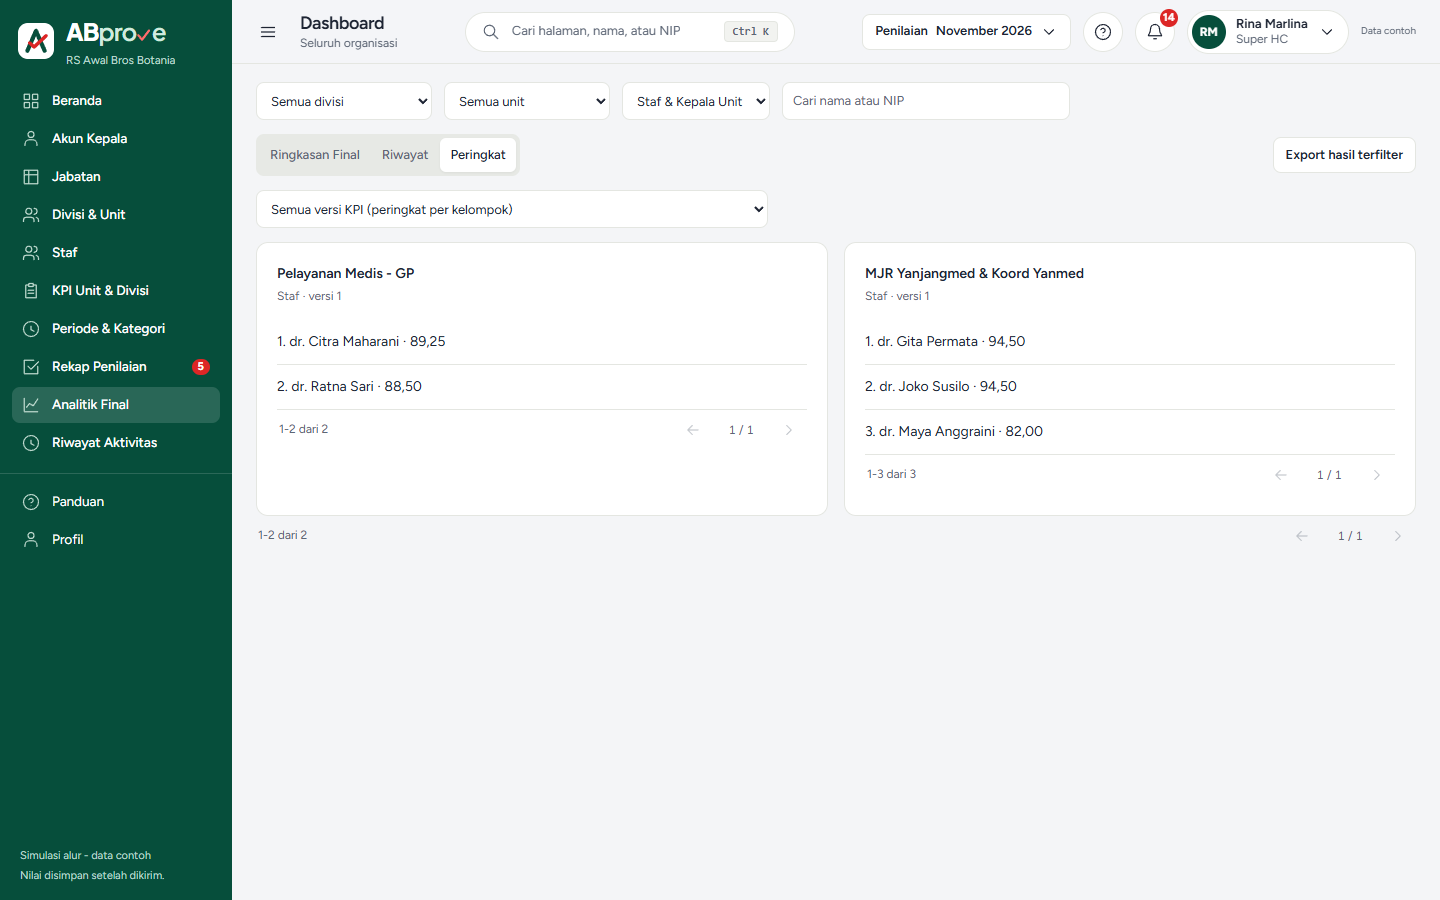 ABprove
RS Awal Bros Botania
Beranda
Akun Kepala
Jabatan
Divisi & Unit
Staf
KPI Unit & Divisi
Periode & Kategori
Rekap Penilaian 5
Analitik Final
Riwayat Aktivitas
Panduan
Profil
Simulasi alur - data contoh
Nilai disimpan setelah dikirim.
Dashboard
Seluruh organisasi
Cari halaman, nama, atau NIP Ctrl K
Penilaian November 2026
14
RM
Rina Marlina
Super HC
Data contoh
Semua divisi
Semua unit
Staf & Kepala Unit
Cari nama atau NIP
Ringkasan Final
Riwayat
Peringkat
Export hasil terfilter
Semua versi KPI (peringkat per kelompok)
Pelayanan Medis - GP
Staf · versi 1
1. dr. Citra Maharani · 89,25
2. dr. Ratna Sari · 88,50
1-2 dari 2
1 / 1
MJR Yanjangmed & Koord Yanmed
Staf · versi 1
1. dr. Gita Permata · 94,50
2. dr. Joko Susilo · 94,50
3. dr. Maya Anggraini · 82,00
1-3 dari 3
1 / 1
1-2 dari 2
1 / 1